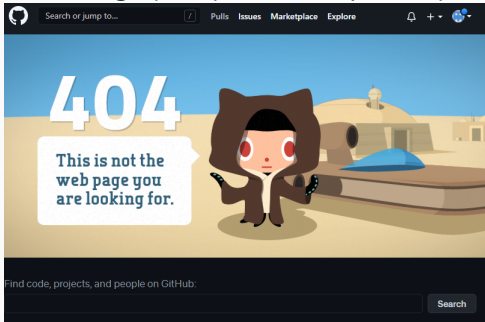 Search or jump to... / Pulls Issues Marketplace Explore
404
This is not the
web page you
are looking for.
Find code, projects, and people on GitHub:
Search